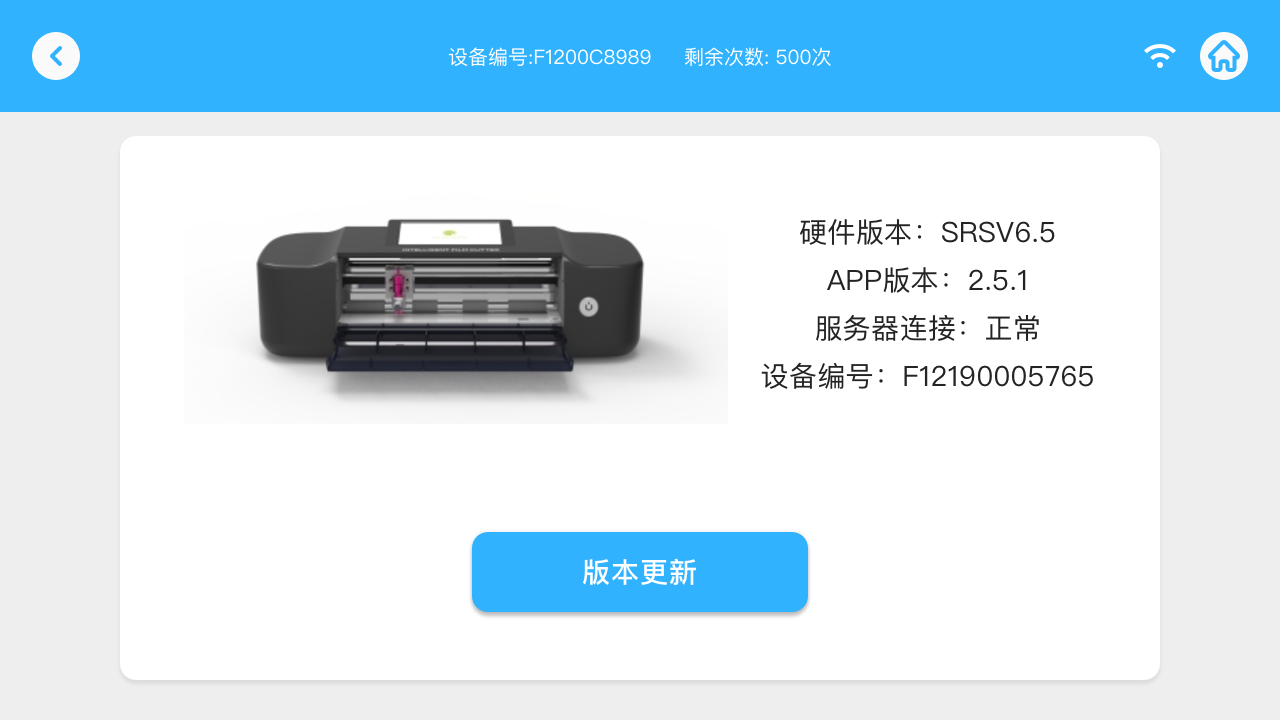 设备编号:F1200C8989 剩余次数: 500次
INTELLIGENT FILM CUTTER
硬件版本：SRSV6.5
APP版本：2.5.1
服务器连接：正常
设备编号：F12190005765
版本更新